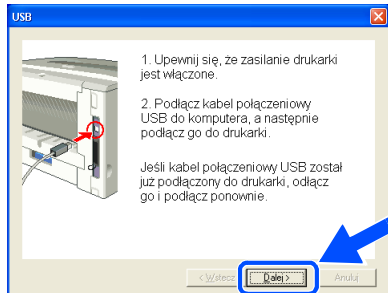 USB
1. Upewnij się, że zasilanie drukarki
jest włączone.
2. Podłącz kabel połączeniowy
USB do komputera, a następnie
podłącz go do drukarki.
Jeśli kabel połączeniowy USB został
już podłączony do drukarki, odłącz
go i podłącz ponownie.
< Wstecz
Dalej >
Anuluj